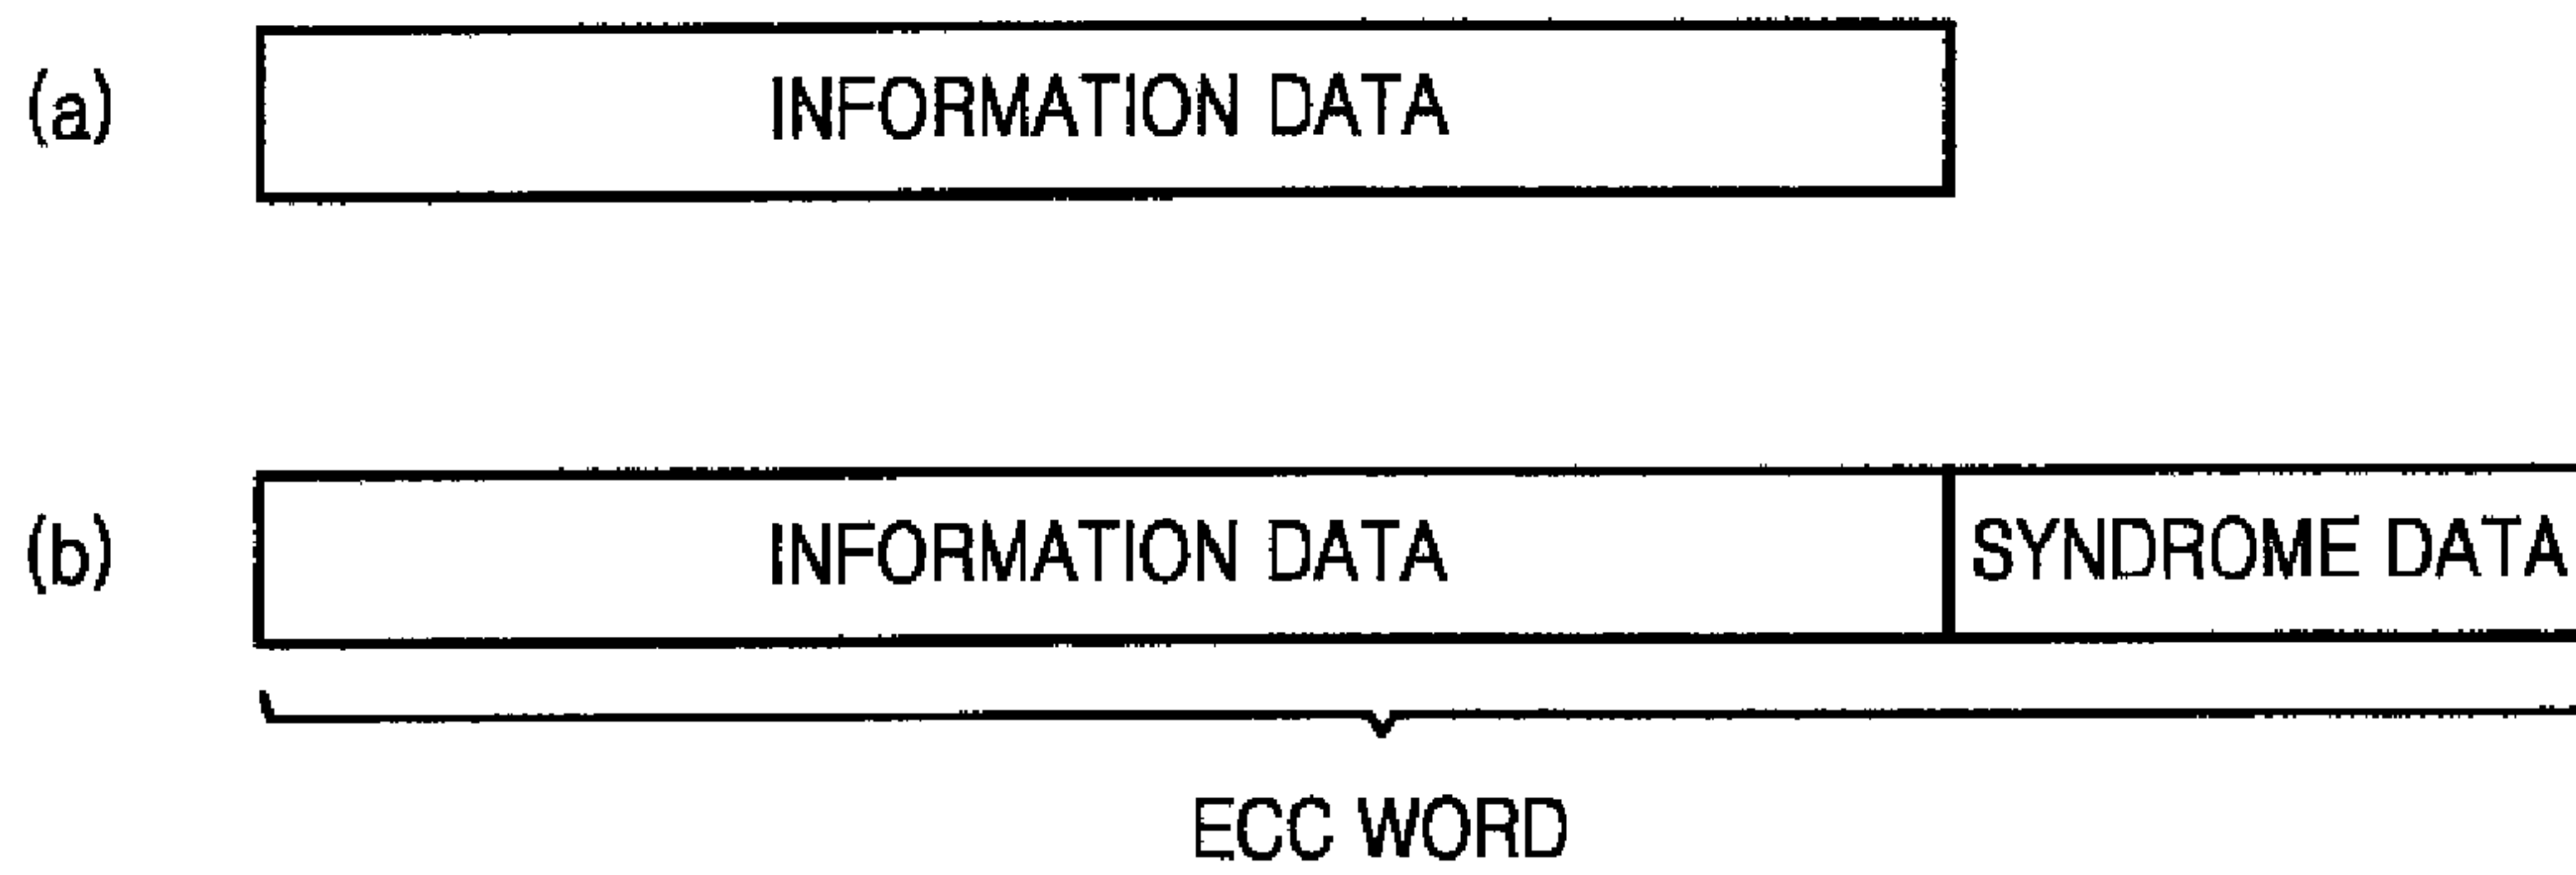 (a) INFORMATION DATA
(b) INFORMATION DATA SYNDROME DATA
ECC WORD